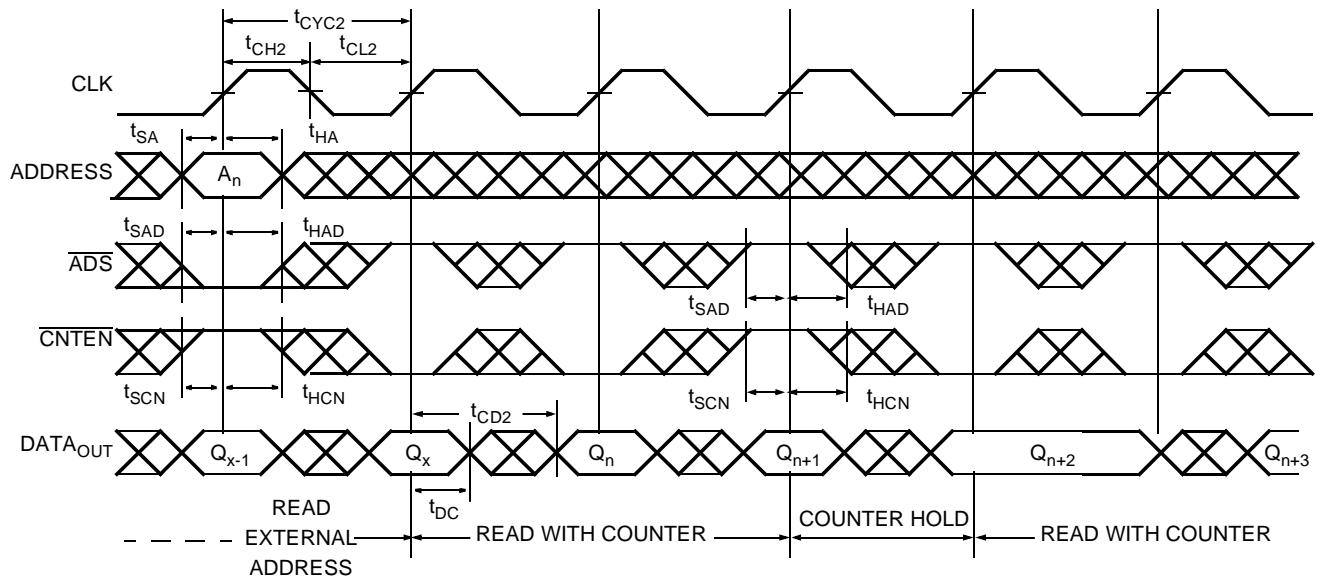 tCYC2
tCH2 tCL2
CLK
tSA tHA
ADDRESS An
tSAD tHAD
ADS
tSAD tHAD
CNTEN
tSCN tHCN tSCN tHCN
tCD2
DATAOUT Qx-1 Qx Qn Qn+1 Qn+2 Qn+3
tDC
READ
EXTERNAL
ADDRESS
READ WITH COUNTER
COUNTER HOLD
READ WITH COUNTER